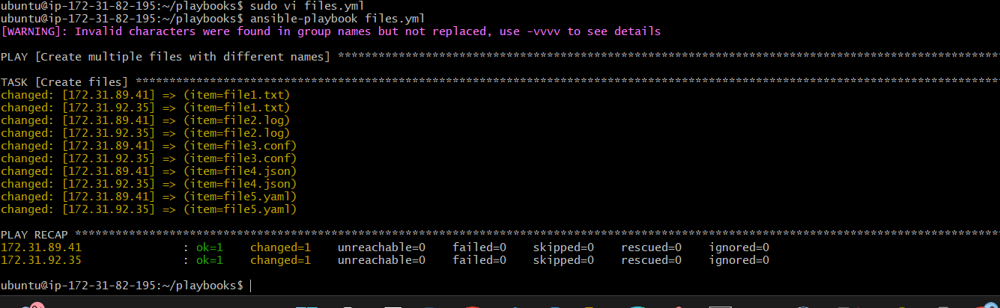 ubuntu@ip-172-31-82-195:~/playbooks$ sudo vi files.yml
ubuntu@ip-172-31-82-195:~/playbooks$ ansible-playbook files.yml
[WARNING]: Invalid characters were found in group names but not replaced, use -vvvv to see details
PLAY [Create multiple files with different names] **************************************************************************************************
TASK [Create files] ********************************************************************************************************************************
changed: [172.31.89.41] => (item=file1.txt)
changed: [172.31.92.35] => (item=file1.txt)
changed: [172.31.89.41] => (item=file2.log)
changed: [172.31.92.35] => (item=file2.log)
changed: [172.31.89.41] => (item=file3.conf)
changed: [172.31.92.35] => (item=file3.conf)
changed: [172.31.89.41] => (item=file4.json)
changed: [172.31.92.35] => (item=file4.json)
changed: [172.31.89.41] => (item=file5.yaml)
changed: [172.31.92.35] => (item=file5.yaml)
PLAY RECAP *****************************************************************************************************************************************
172.31.89.41               : ok=1    changed=1    unreachable=0    failed=0    skipped=0    rescued=0    ignored=0
172.31.92.35               : ok=1    changed=1    unreachable=0    failed=0    skipped=0    rescued=0    ignored=0
ubuntu@ip-172-31-82-195:~/playbooks$